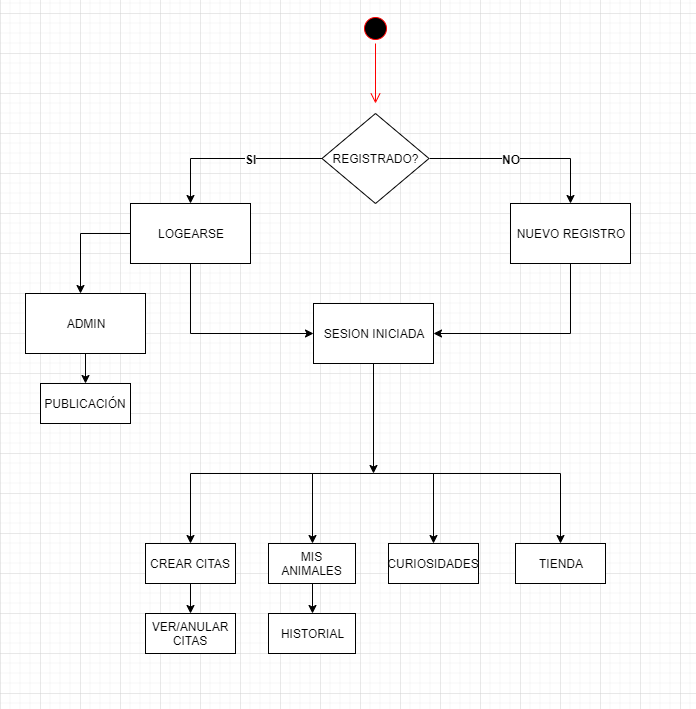 REGISTRADO?
SI
NO
LOGEARSE
NUEVO REGISTRO
ADMIN
SESION INICIADA
PUBLICACIÓN
CREAR CITAS
MIS
ANIMALES
CURIOSIDADES
TIENDA
VER/ANULAR
CITAS
HISTORIAL